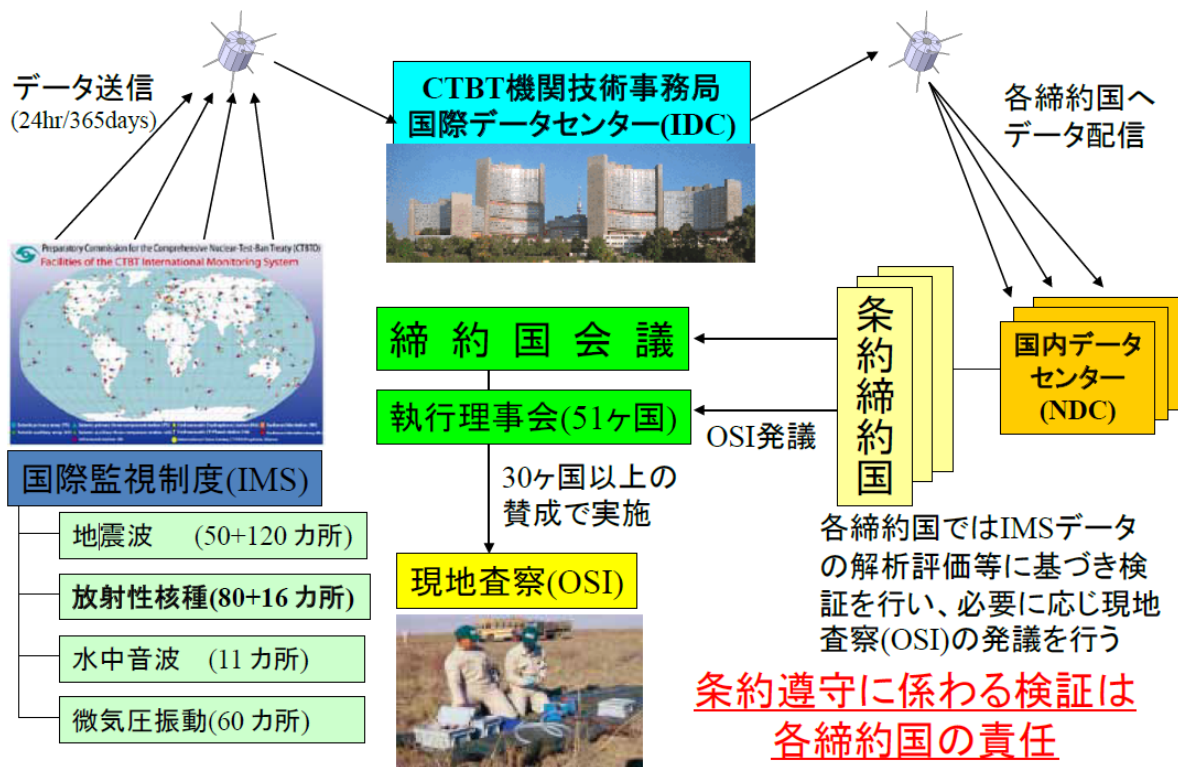 データ送信
(24hr/365days)
CTBT機関技術事務局
国際データセンター(IDC)
各締約国へ
データ配信
Preparatory Commission for the Comprehensive Nuclear-Test-Ban Treaty (CTBTO)
Facilities of the CTBT International Monitoring System
国際監視制度(IMS)
地震波 (50+120 カ所)
放射性核種(80+16 カ所)
水中音波 (11 カ所)
微気圧振動(60 カ所)
締約国会議
執行理事会(51ヶ国)
OSI発議
30ヶ国以上の
賛成で実施
現地査察(OSI)
条約締約国
国内データ
センター
(NDC)
各締約国ではIMSデータ
の解析評価等に基づき検
証を行い、必要に応じ現地
査察(OSI)の発議を行う
条約遵守に係わる検証は
各締約国の責任